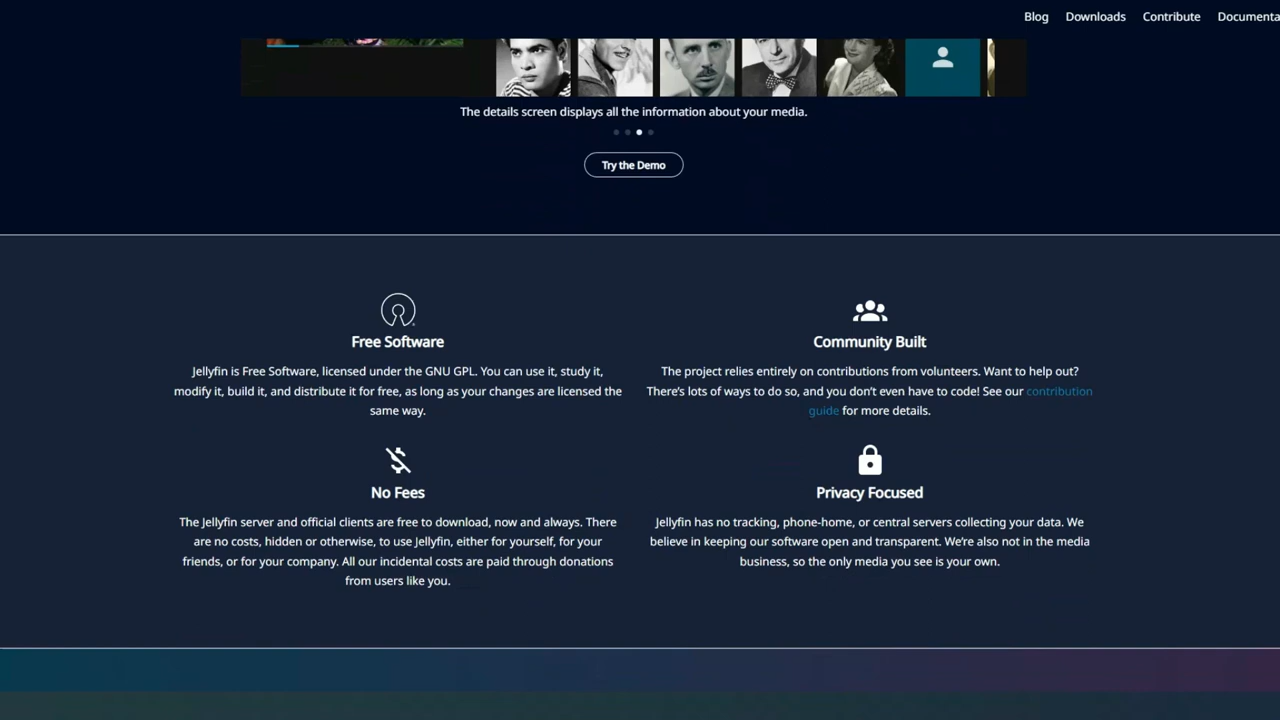 Blog Downloads Contribute Documenta
The details screen displays all the information about your media.
Try the Demo
Free Software
Jellyfin is Free Software, licensed under the GNU GPL. You can use it, study it,
modify it, build it, and distribute it for free, as long as your changes are licensed the
same way.
Community Built
The project relies entirely on contributions from volunteers. Want to help out?
There's lots of ways to do so, and you don't even have to code! See our contribution
guide for more details.
No Fees
The Jellyfin server and official clients are free to download, now and always. There
are no costs, hidden or otherwise, to use Jellyfin, either for yourself, for your
friends, or for your company. All our incidental costs are paid through donations
from users like you.
Privacy Focused
Jellyfin has no tracking, phone-home, or central servers collecting your data. We
believe in keeping our software open and transparent. We're also not in the media
business, so the only media you see is your own.